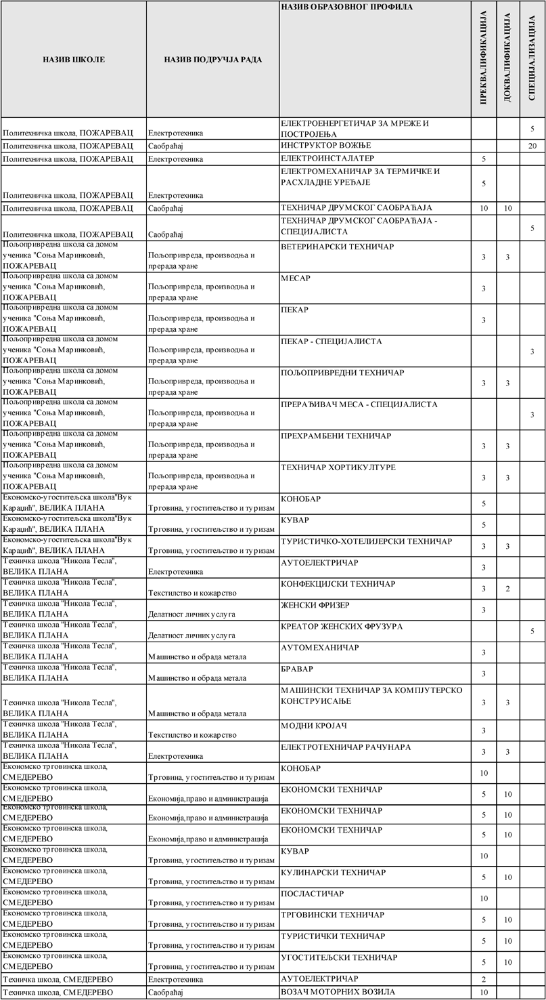 НАЗИВ ШКОЛЕ
НАЗИВ ПОДРУЧЈА РАДА
НАЗИВ ОБРАЗОВНОГ ПРОФИЛА
ПРЕКВАЛИФИКАЦИЈА
ДОКВАЛИФИКАЦИЈА
СПЕЦИЈАЛИЗАЦИЈА
Политехничка школа, ПОЖАРЕВАЦ
Електротехника
ЕЛЕКТРОЕНЕРГЕТИЧАР ЗА МРЕЖЕ И
ПОСТРОЈЕЊА
5
Политехничка школа, ПОЖАРЕВАЦ
Саобраћај
ИНСТРУКТОР ВОЖЊЕ
20
Политехничка школа, ПОЖАРЕВАЦ
Електротехника
ЕЛЕКТРОИНСТАЛАТЕР
5
Политехничка школа, ПОЖАРЕВАЦ
Електротехника
ЕЛЕКТРОМЕХАНИЧАР ЗА ТЕРМИЧКЕ И
РАСХЛАДНЕ УРЕЂАЈЕ
5
Политехничка школа, ПОЖАРЕВАЦ
Саобраћај
ТЕХНИЧАР ДРУМСКОГ САОБРАЋАЈА
10
10
Политехничка школа, ПОЖАРЕВАЦ
Саобраћај
ТЕХНИЧАР ДРУМСКОГ САОБРАЋАЈА -
СПЕЦИЈАЛИСТА
5
Пољопривредна школа са домом
ученика "Соња Маринковић,
ПОЖАРЕВАЦ
Пољопривреда, производња и
прерада хране
ВЕТЕРИНАРСКИ ТЕХНИЧАР
3
3
Пољопривредна школа са домом
ученика "Соња Маринковић,
ПОЖАРЕВАЦ
Пољопривреда, производња и
прерада хране
МЕСАР
3
Пољопривредна школа са домом
ученика "Соња Маринковић,
ПОЖАРЕВАЦ
Пољопривреда, производња и
прерада хране
ПЕКАР
3
Пољопривредна школа са домом
ученика "Соња Маринковић,
ПОЖАРЕВАЦ
Пољопривреда, производња и
прерада хране
ПЕКАР - СПЕЦИЈАЛИСТА
3
Пољопривредна школа са домом
ученика "Соња Маринковић,
ПОЖАРЕВАЦ
Пољопривреда, производња и
прерада хране
ПОЉОПРИВРЕДНИ ТЕХНИЧАР
3
3
Пољопривредна школа са домом
ученика "Соња Маринковић,
ПОЖАРЕВАЦ
Пољопривреда, производња и
прерада хране
ПРЕРАЂИВАЧ МЕСА - СПЕЦИЈАЛИСТА
3
Пољопривредна школа са домом
ученика "Соња Маринковић,
ПОЖАРЕВАЦ
Пољопривреда, производња и
прерада хране
ПРЕХРАМБЕНИ ТЕХНИЧАР
3
3
Пољопривредна школа са домом
ученика "Соња Маринковић,
ПОЖАРЕВАЦ
Пољопривреда, производња и
прерада хране
ТЕХНИЧАР ХОРТИКУЛТУРЕ
3
3
Економско-угоститељска школа"Вук
Караџић", ВЕЛИКА ПЛАНА
Трговина, угоститељство и туризам
КОНОБАР
5
Економско-угоститељска школа"Вук
Караџић", ВЕЛИКА ПЛАНА
Трговина, угоститељство и туризам
КУВАР
5
Економско-угоститељска школа"Вук
Караџић", ВЕЛИКА ПЛАНА
Трговина, угоститељство и туризам
ТУРИСТИЧКО-ХОТЕЛИЈЕРСКИ ТЕХНИЧАР
3
3
Техничка школа "Никола Тесла",
ВЕЛИКА ПЛАНА
Електротехника
АУТОЕЛЕКТРИЧАР
3
Техничка школа "Никола Тесла",
ВЕЛИКА ПЛАНА
Текстилство и кожарство
КОНФЕКЦИЈСКИ ТЕХНИЧАР
3
2
Техничка школа "Никола Тесла",
ВЕЛИКА ПЛАНА
Делатност личних услуга
ЖЕНСКИ ФРИЗЕР
3
Техничка школа "Никола Тесла",
ВЕЛИКА ПЛАНА
Делатност личних услуга
КРЕАТОР ЖЕНСКИХ ФРУЗУРА
5
Техничка школа "Никола Тесла",
ВЕЛИКА ПЛАНА
Машинство и обрада метала
АУТОМЕХАНИЧАР
3
Техничка школа "Никола Тесла",
ВЕЛИКА ПЛАНА
Машинство и обрада метала
БРАВАР
3
Техничка школа "Никола Тесла",
ВЕЛИКА ПЛАНА
Машинство и обрада метала
МАШИНСКИ ТЕХНИЧАР ЗА КОМПЈУТЕРСКО
КОНСТРУИСАЊЕ
3
3
Техничка школа "Никола Тесла",
ВЕЛИКА ПЛАНА
Текстилство и кожарство
МОДНИ КРОЈАЧ
3
Техничка школа "Никола Тесла",
ВЕЛИКА ПЛАНА
Електротехника
ЕЛЕКТРОТЕХНИЧАР РАЧУНАРА
3
3
Економско трговинска школа,
СМЕДЕРЕВО
Трговина, угоститељство и туризам
КОНОБАР
10
Економско трговинска школа,
СМЕДЕРЕВО
Економија,право и администрација
ЕКОНОМСКИ ТЕХНИЧАР
5
10
Економско трговинска школа,
СМЕДЕРЕВО
Економија,право и администрација
ЕКОНОМСКИ ТЕХНИЧАР
5
10
Економско трговинска школа,
СМЕДЕРЕВО
Економија,право и администрација
ЕКОНОМСКИ ТЕХНИЧАР
5
10
Економско трговинска школа,
СМЕДЕРЕВО
Трговина, угоститељство и туризам
КУВАР
10
Економско трговинска школа,
СМЕДЕРЕВО
Трговина, угоститељство и туризам
КУЛИНАРСКИ ТЕХНИЧАР
5
10
Економско трговинска школа,
СМЕДЕРЕВО
Трговина, угоститељство и туризам
ПОСЛАСТИЧАР
10
Економско трговинска школа,
СМЕДЕРЕВО
Трговина, угоститељство и туризам
ТРГОВИНСКИ ТЕХНИЧАР
5
10
Економско трговинска школа,
СМЕДЕРЕВО
Трговина, угоститељство и туризам
ТУРИСТИЧКИ ТЕХНИЧАР
5
10
Економско трговинска школа,
СМЕДЕРЕВО
Трговина, угоститељство и туризам
УГОСТИТЕЉСКИ ТЕХНИЧАР
5
10
Техничка школа, СМЕДЕРЕВО
Електротехника
АУТОЕЛЕКТРИЧАР
2
Техничка школа, СМЕДЕРЕВО
Саобраћај
ВОЗАЧ МОТОРНИХ ВОЗИЛА
10